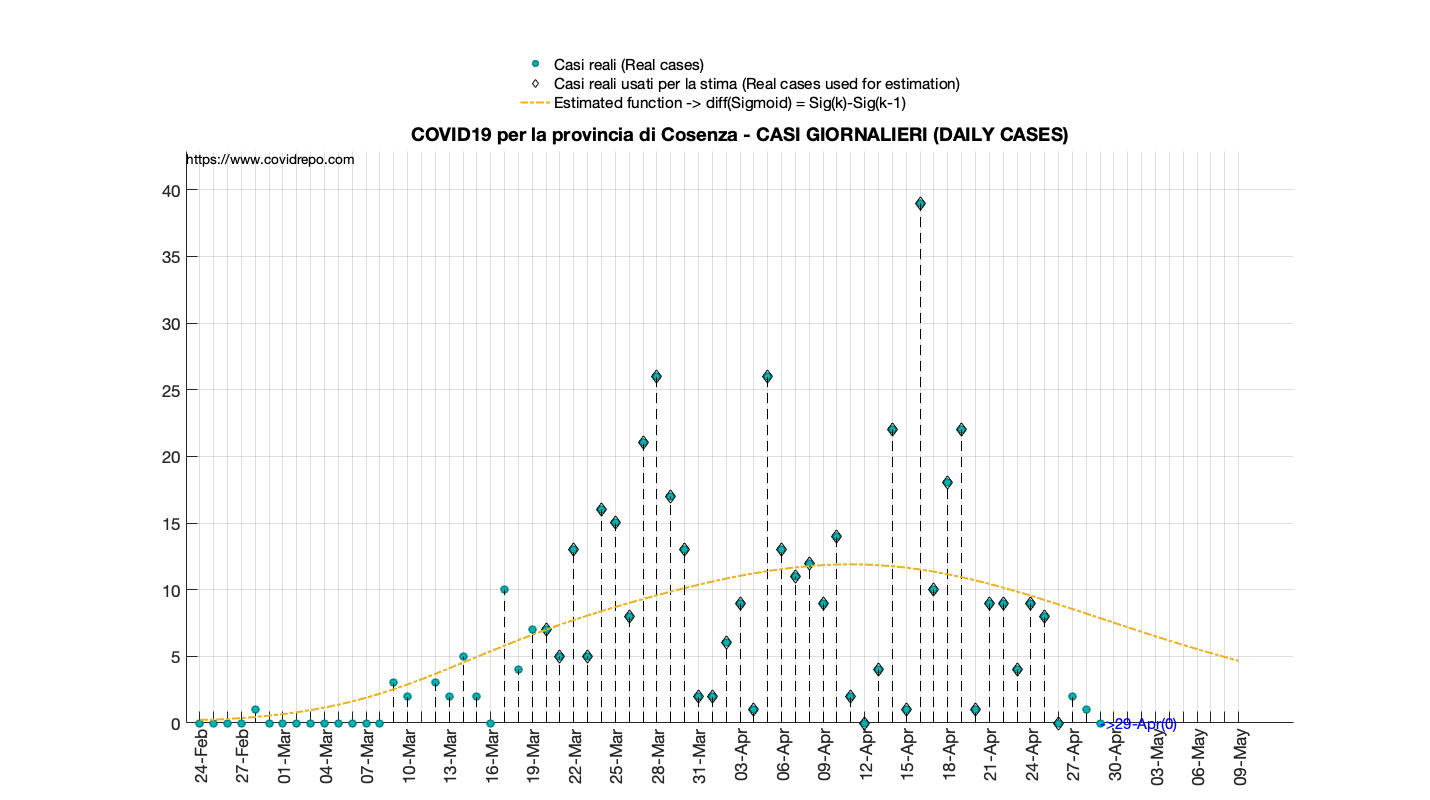 Casi reali (Real cases)
Casi reali usati per la stima (Real cases used for estimation)
Estimated function -> diff(Sigmoid) = Sig(k)-Sig(k-1)
COVID19 per la provincia di Cosenza - CASI GIORNALIERI (DAILY CASES)
https://www.covidrepo.com
40
35
30
25
20
15
10
5
0
->29-Apr(0)
24-Feb
27-Feb
01-Mar
04-Mar
07-Mar
10-Mar
13-Mar
16-Mar
19-Mar
22-Mar
25-Mar
28-Mar
31-Mar
03-Apr
06-Apr
09-Apr
12-Apr
15-Apr
18-Apr
21-Apr
24-Apr
27-Apr
30-Apr
03-May
06-May
09-May